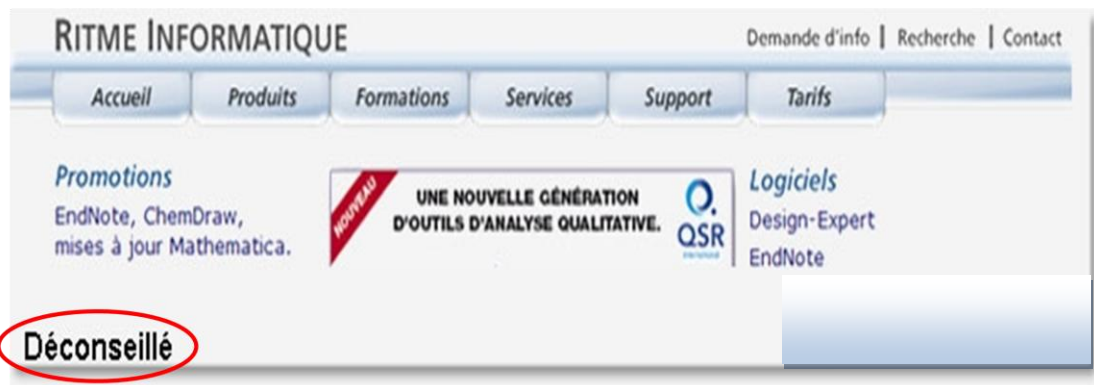 RITME INFORMATIQUE
Demande d'info | Recherche | Contact
Accueil Produits Formations Services Support Tarifs
Promotions
EndNote, ChemDraw,
mises à jour Mathematica.
NOUVEAU
UNE NOUVELLE GÉNÉRATION
D'OUTILS D'ANALYSE QUALITATIVE.
QSR
Logiciels
Design-Expert
EndNote
Déconseillé